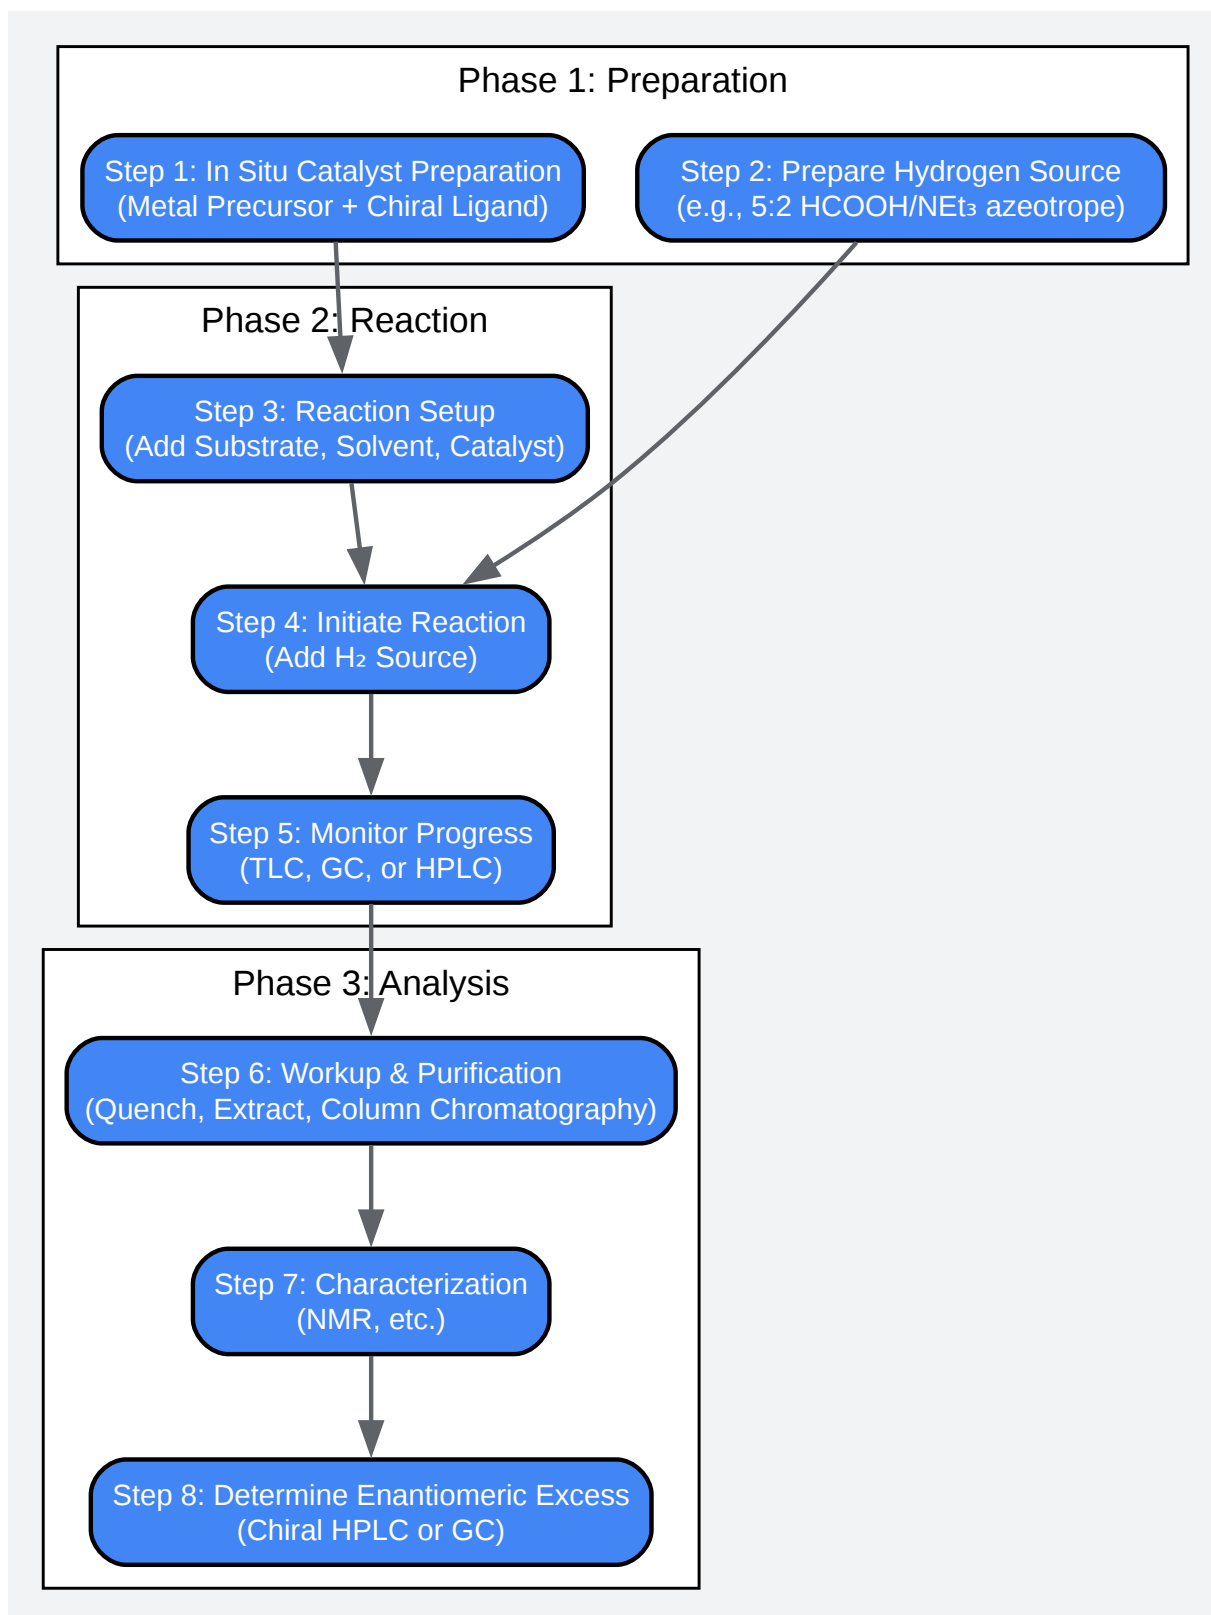 Phase 1: Preparation
Step 1: In Situ Catalyst Preparation
(Metal Precursor + Chiral Ligand)
Step 2: Prepare Hydrogen Source
(e.g., 5:2 HCOOH/NEt₃ azeotrope)
Phase 2: Reaction
Step 3: Reaction Setup
(Add Substrate, Solvent, Catalyst)
Step 4: Initiate Reaction
(Add H₂ Source)
Step 5: Monitor Progress
(TLC, GC, or HPLC)
Phase 3: Analysis
Step 6: Workup & Purification
(Quench, Extract, Column Chromatography)
Step 7: Characterization
(NMR, etc.)
Step 8: Determine Enantiomeric Excess
(Chiral HPLC or GC)